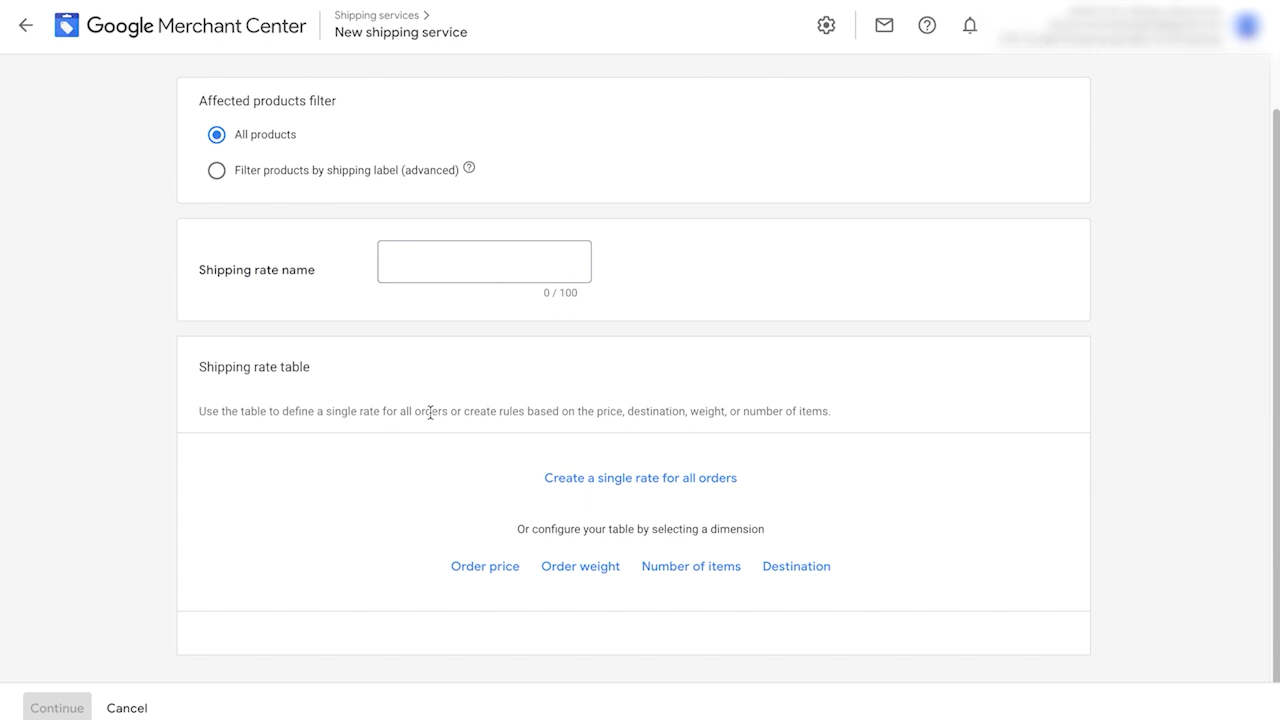 Google Merchant Center
Shipping services
New shipping service
Affected products filter
All products
Filter products by shipping label (advanced)
Shipping rate name
0 / 100
Shipping rate table
Use the table to define a single rate for all orders or create rules based on the price, destination, weight, or number of items.
Create a single rate for all orders
Or configure your table by selecting a dimension
Order price Order weight Number of items Destination
Continue Cancel